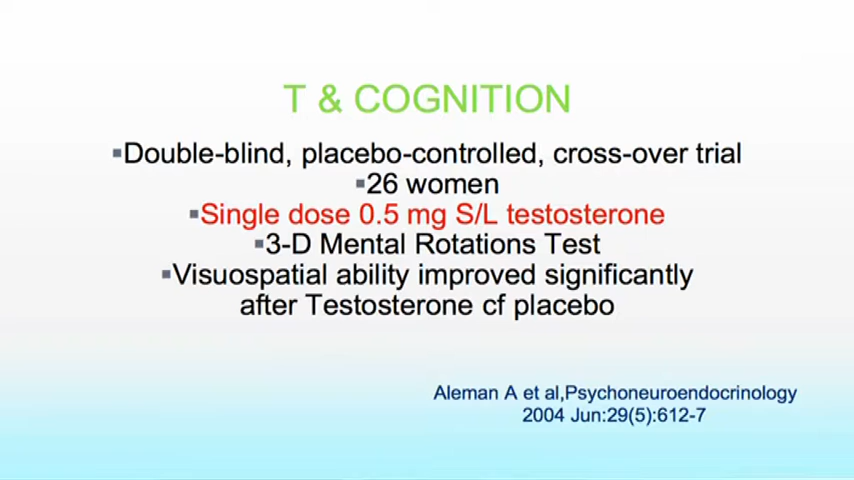 T & COGNITION
▪Double-blind, placebo-controlled, cross-over trial
▪26 women
▪Single dose 0.5 mg S/L testosterone
▪3-D Mental Rotations Test
▪Visuospatial ability improved significantly
after Testosterone cf placebo
Aleman A et al,Psychoneuroendocrinology
2004 Jun:29(5):612-7